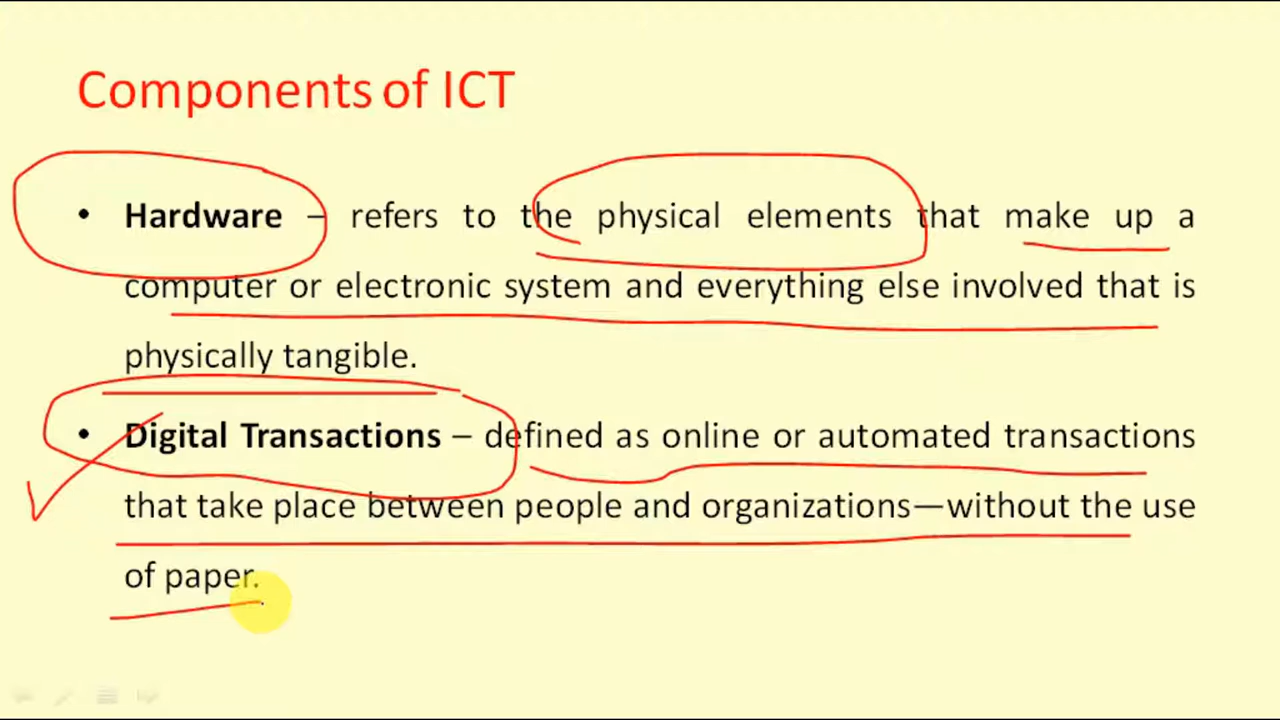 Components of ICT
• Hardware – refers to the physical elements that make up a
computer or electronic system and everything else involved that is
physically tangible.
• Digital Transactions – defined as online or automated transactions
that take place between people and organizations—without the use
of paper.